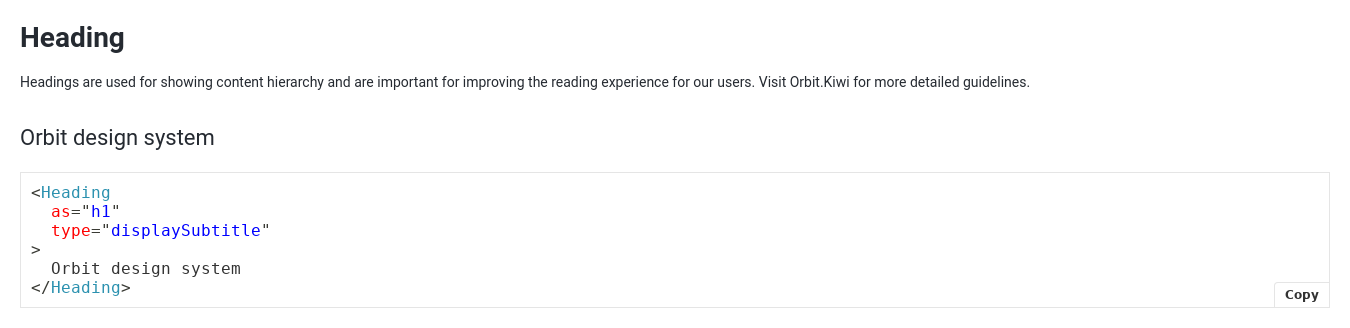 Heading
Headings are used for showing content hierarchy and are important for improving the reading experience for our users. Visit Orbit.Kiwi for more detailed guidelines.
Orbit design system
<Heading
  as="h1"
  type="displaySubtitle"
>
  Orbit design system
</Heading>
Copy